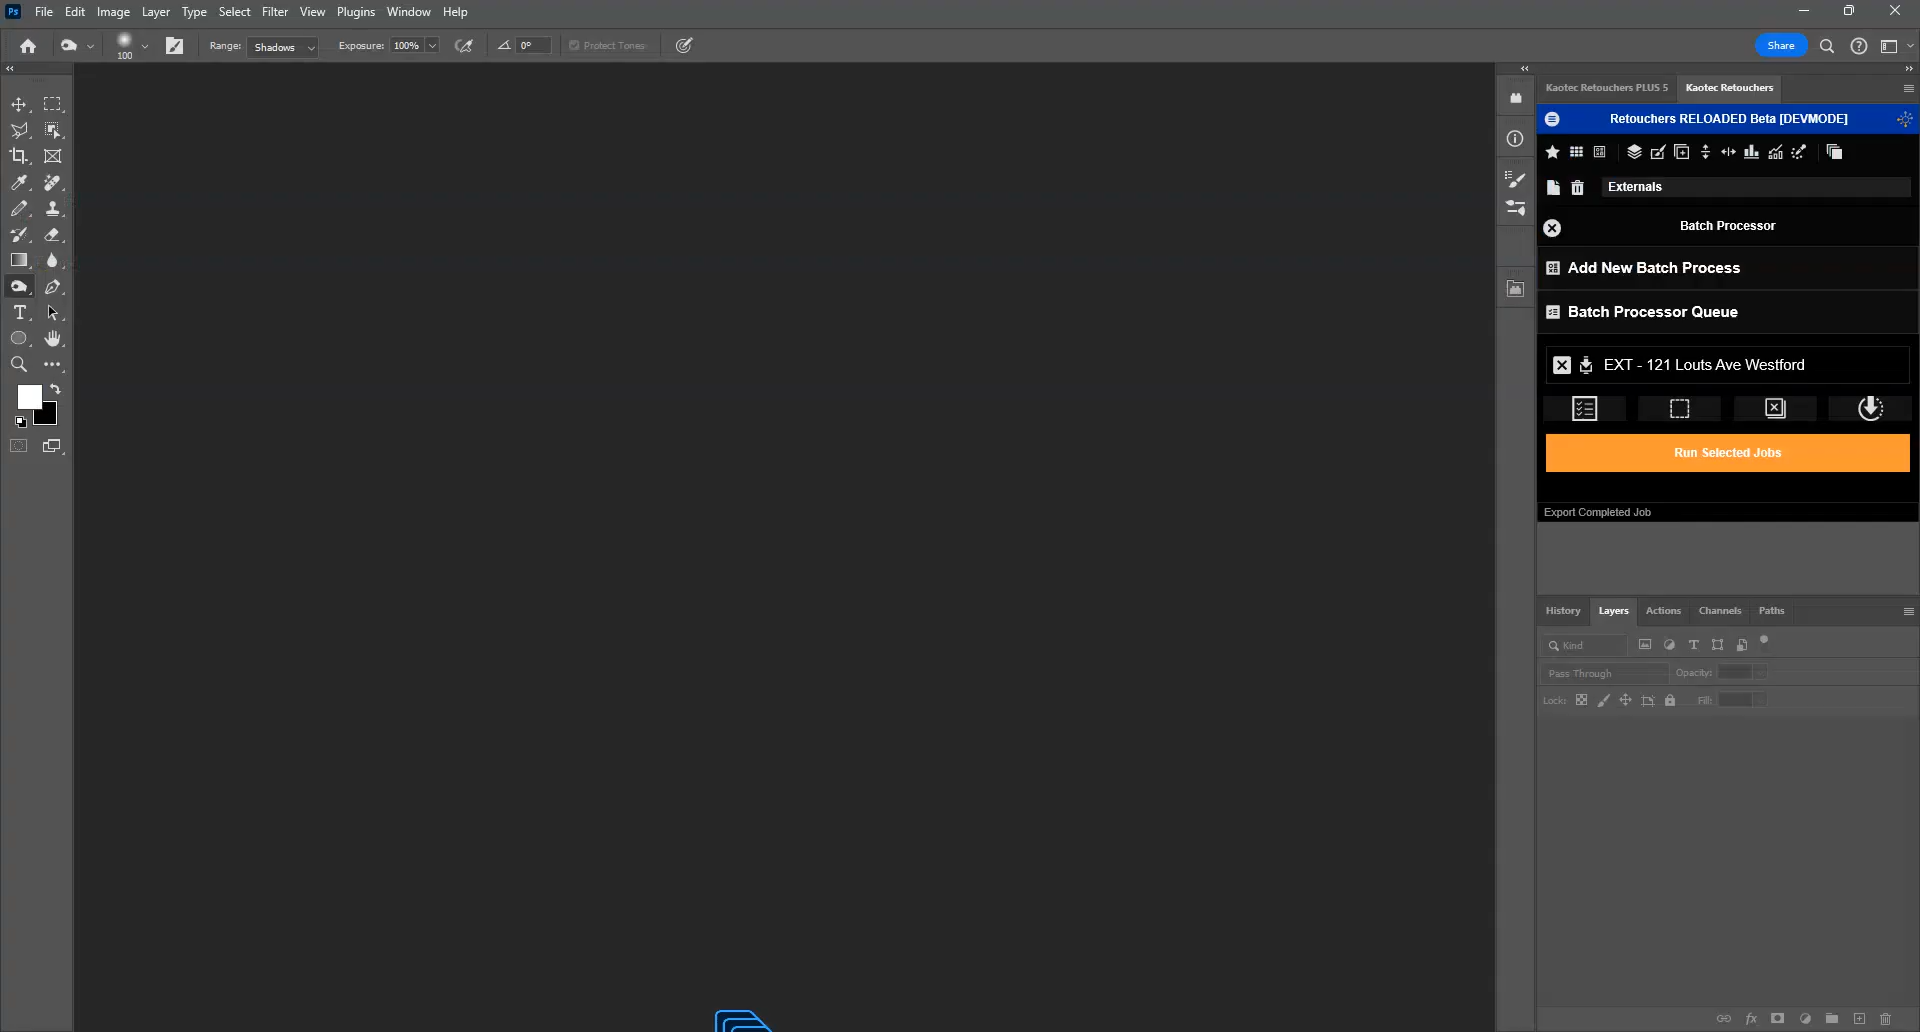 Ps File Edit Image Layer Type Select Filter View Plugins Window Help
100 Range: Shadows Exposure: 100% 0° Protect Tones Share
Kaotec Retouchers PLUS 5 Kaotec Retouchers
Retouchers RELOADED Beta [DEVMODE]
Externals
Batch Processor
Add New Batch Process
Batch Processor Queue
EXT - 121 Louts Ave Westford
Run Selected Jobs
Export Completed Job
History Layers Actions Channels Paths
Kind
Pass Through Opacity:
Lock: Fill:
fx